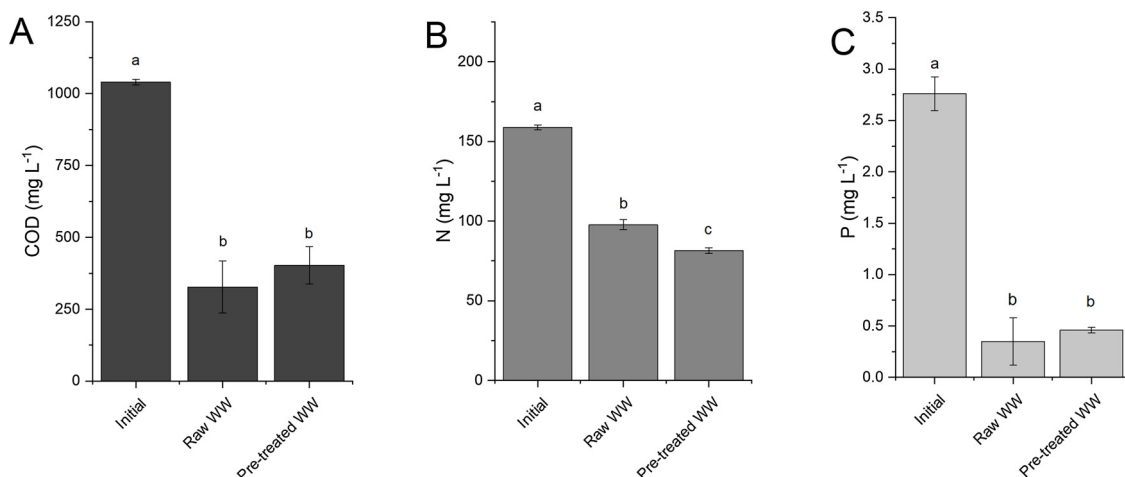 A
1250
1000
750
500
250
0
COD (mg L⁻¹)
a
b
b
Initial
Raw WW
Pre-treated WW
B
200
150
100
50
0
N (mg L⁻¹)
a
b
c
Initial
Raw WW
Pre-treated WW
C
3.5
3.0
2.5
2.0
1.5
1.0
0.5
0.0
P (mg L⁻¹)
a
b
b
Initial
Raw WW
Pre-treated WW